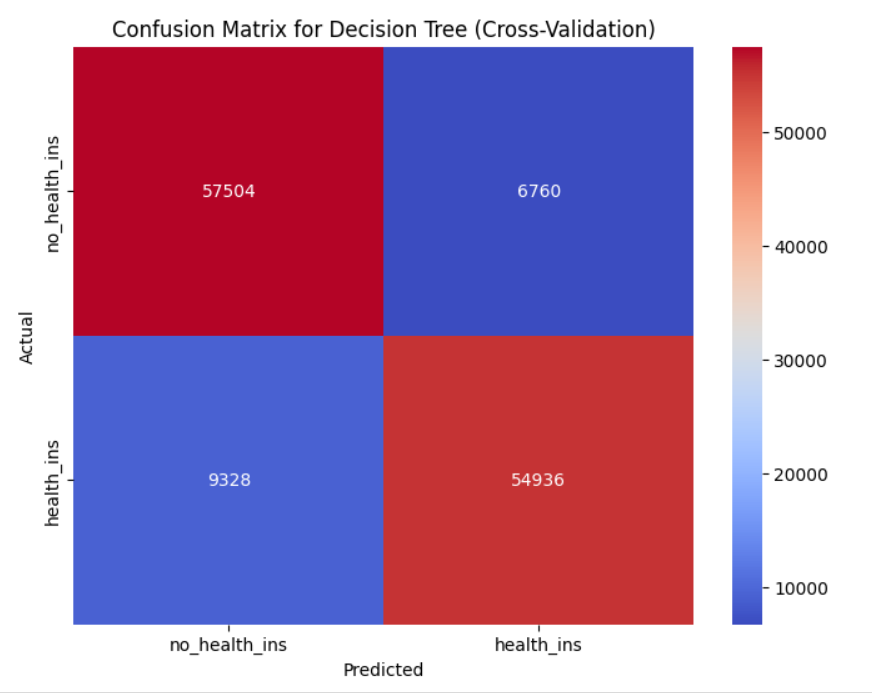 Confusion Matrix for Decision Tree (Cross-Validation)
no_health_ins
57504
6760
50000
40000
Actual
30000
health_ins
9328
54936
20000
10000
no_health_ins
health_ins
Predicted